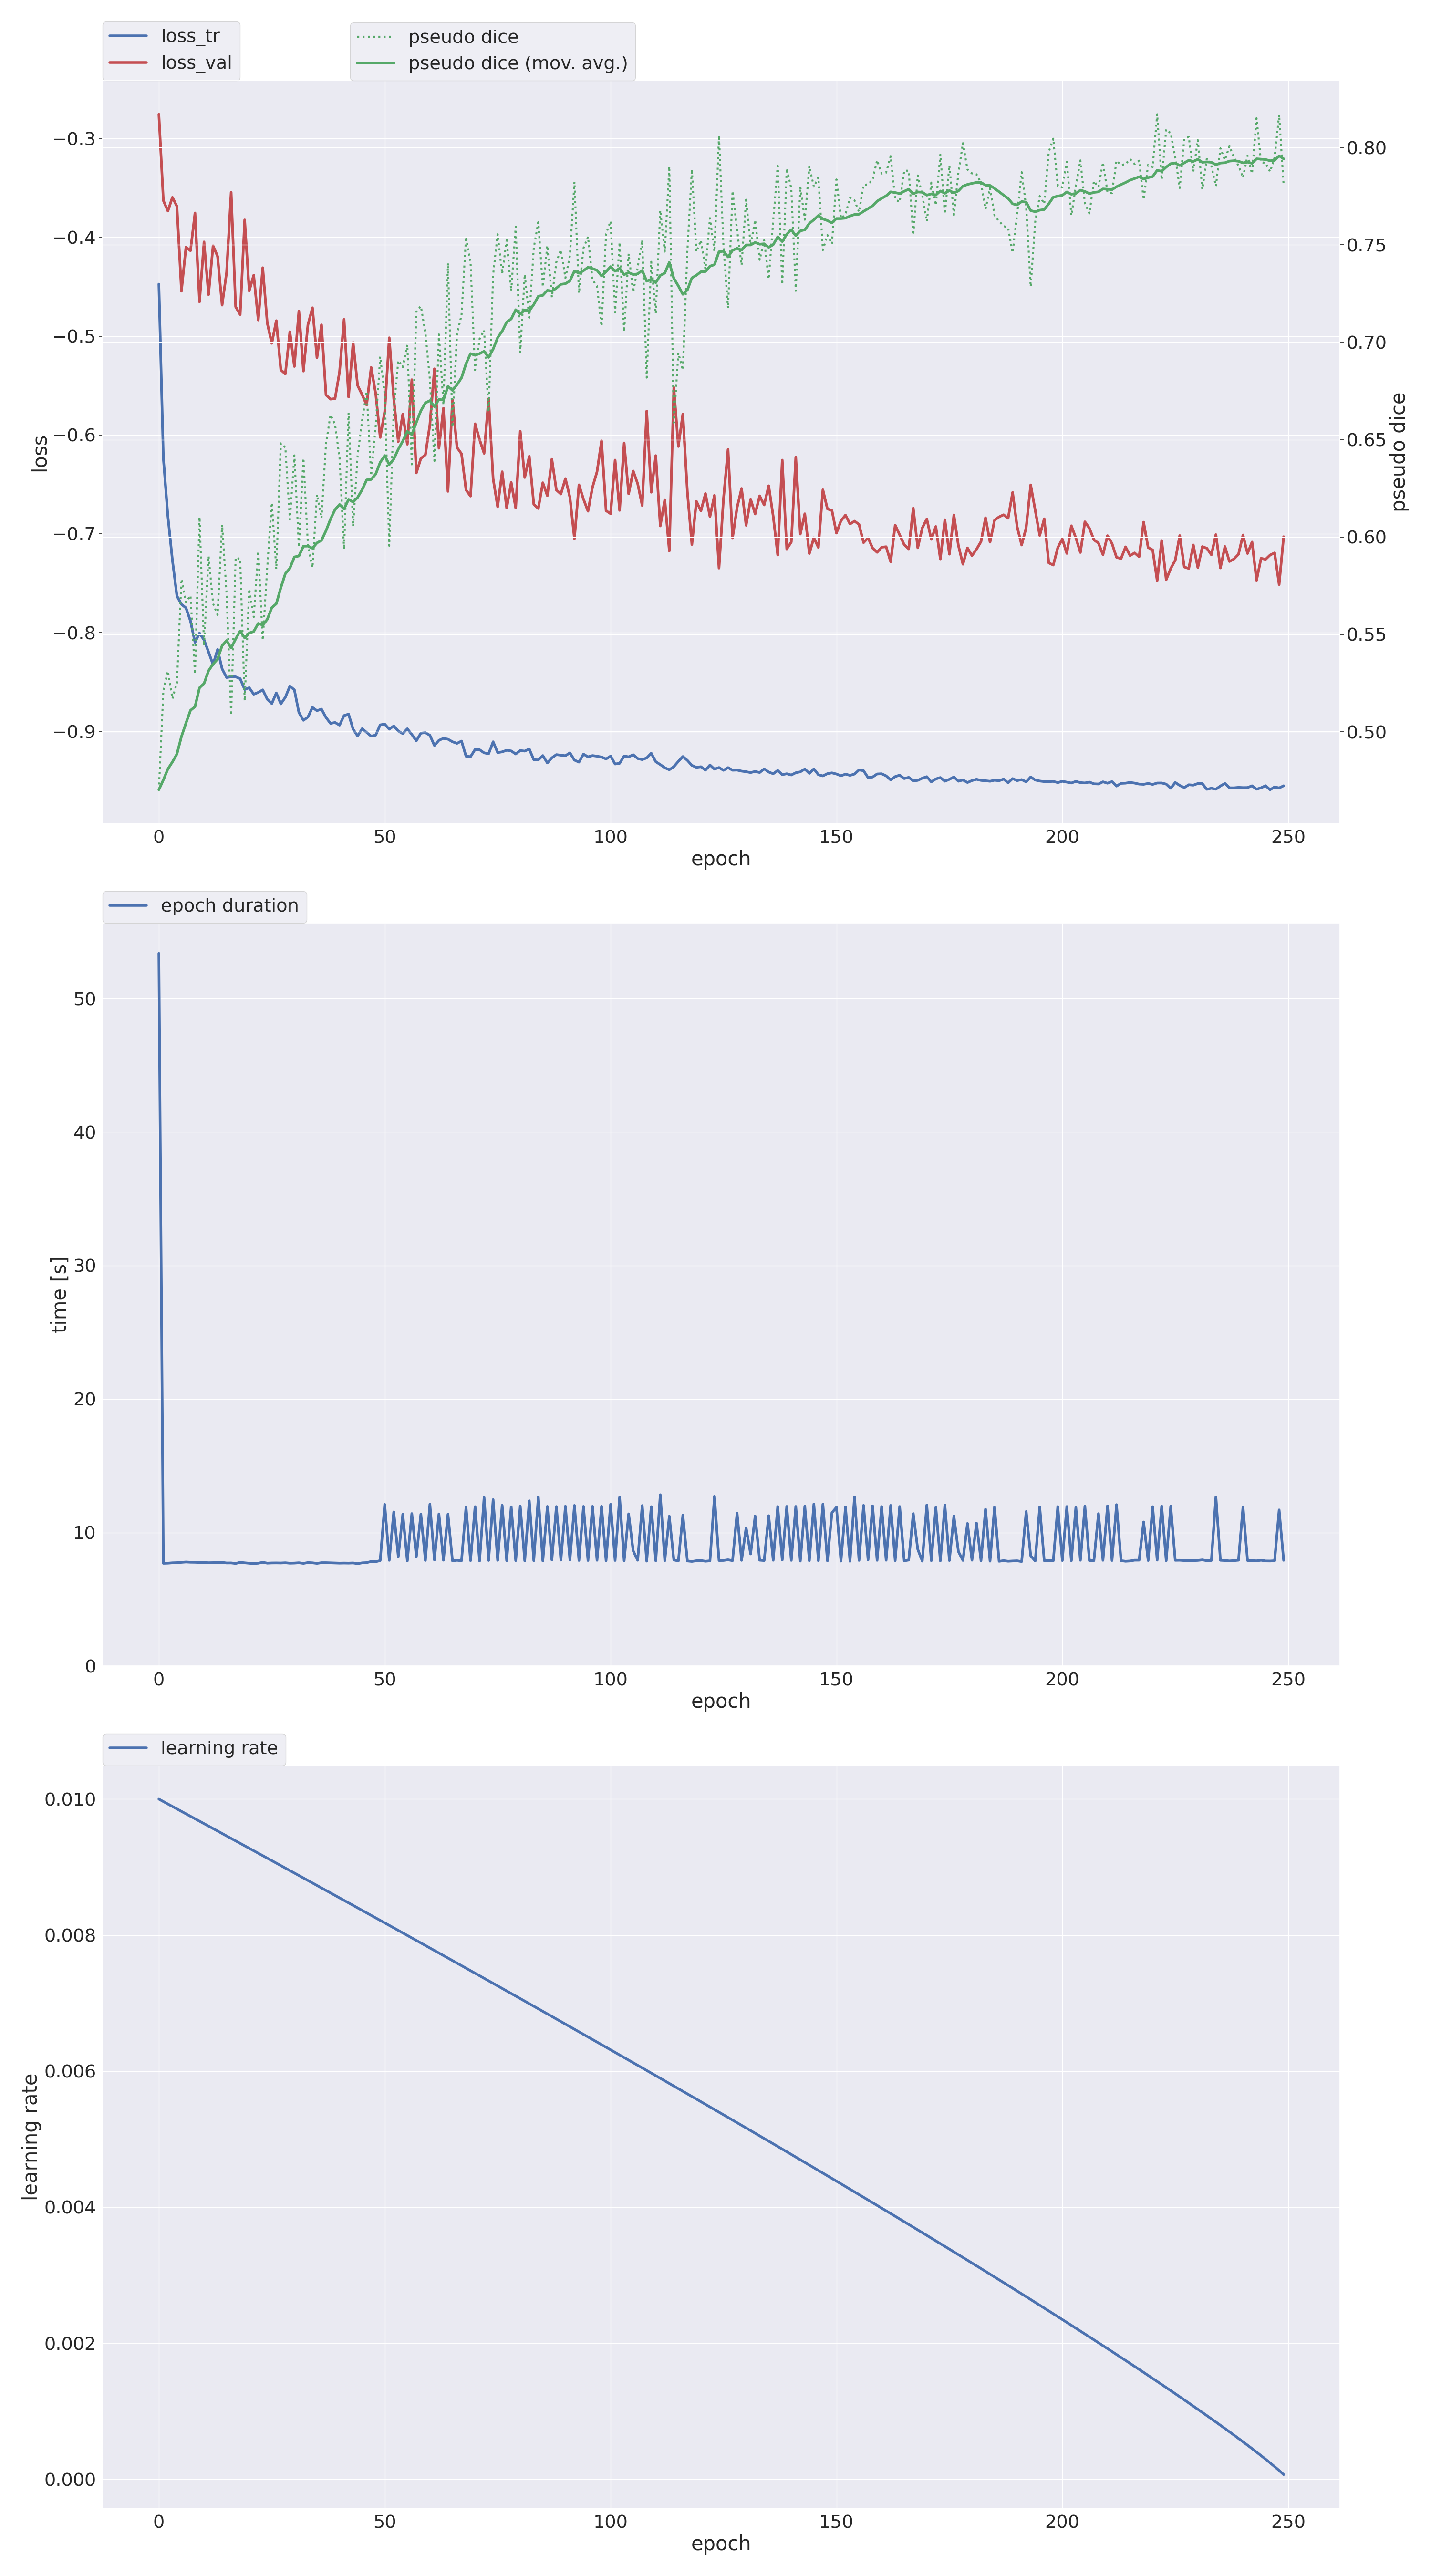 loss_tr
loss_val
pseudo dice
pseudo dice (mov. avg.)
−0.3
−0.4
−0.5
−0.6
−0.7
−0.8
−0.9
loss
0.80
0.75
0.70
0.65
0.60
0.55
0.50
pseudo dice
0 50 100 150 200 250
epoch
epoch duration
50
40
30
20
10
0
time [s]
0 50 100 150 200 250
epoch
learning rate
0.010
0.008
0.006
0.004
0.002
0.000
learning rate
0 50 100 150 200 250
epoch